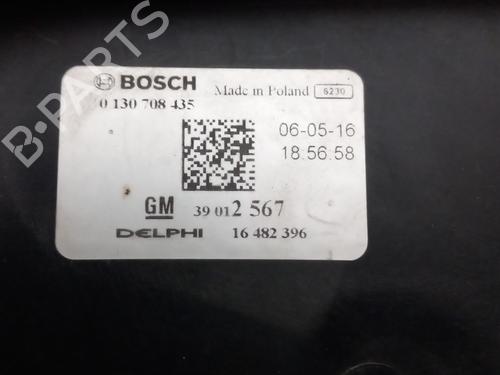 BOSCH Made in Poland 6230
0 130 708 435
06-05-16
18:56:58
GM 39 012 567
DELPHI 16 482 396
B-PARTS
B-PARTS